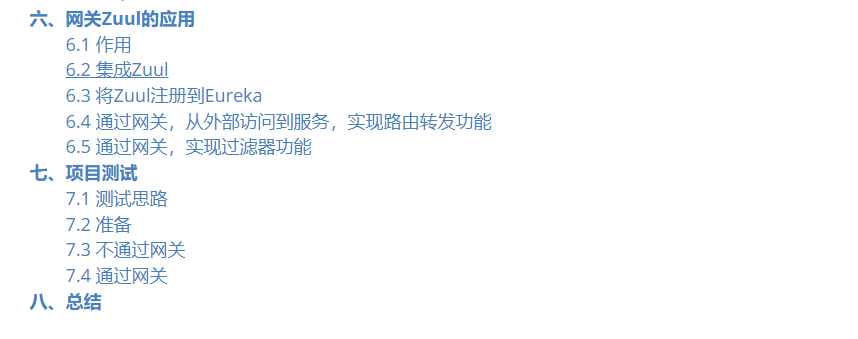 六、网关Zuul的应用
6.1 作用
6.2 集成Zuul
6.3 将Zuul注册到Eureka
6.4 通过网关，从外部访问到服务，实现路由转发功能
6.5 通过网关，实现过滤器功能
七、项目测试
7.1 测试思路
7.2 准备
7.3 不通过网关
7.4 通过网关
八、总结